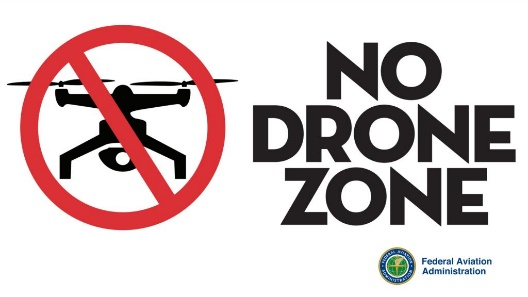 NO
DRONE
ZONE
Federal Aviation
Administration